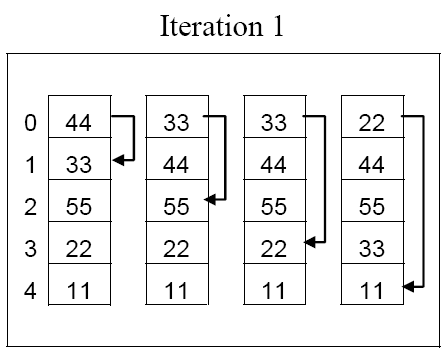 Iteration 1
0 44 33 33 22
1 33 44 44 44
2 55 55 55 55
3 22 22 22 33
4 11 11 11 11